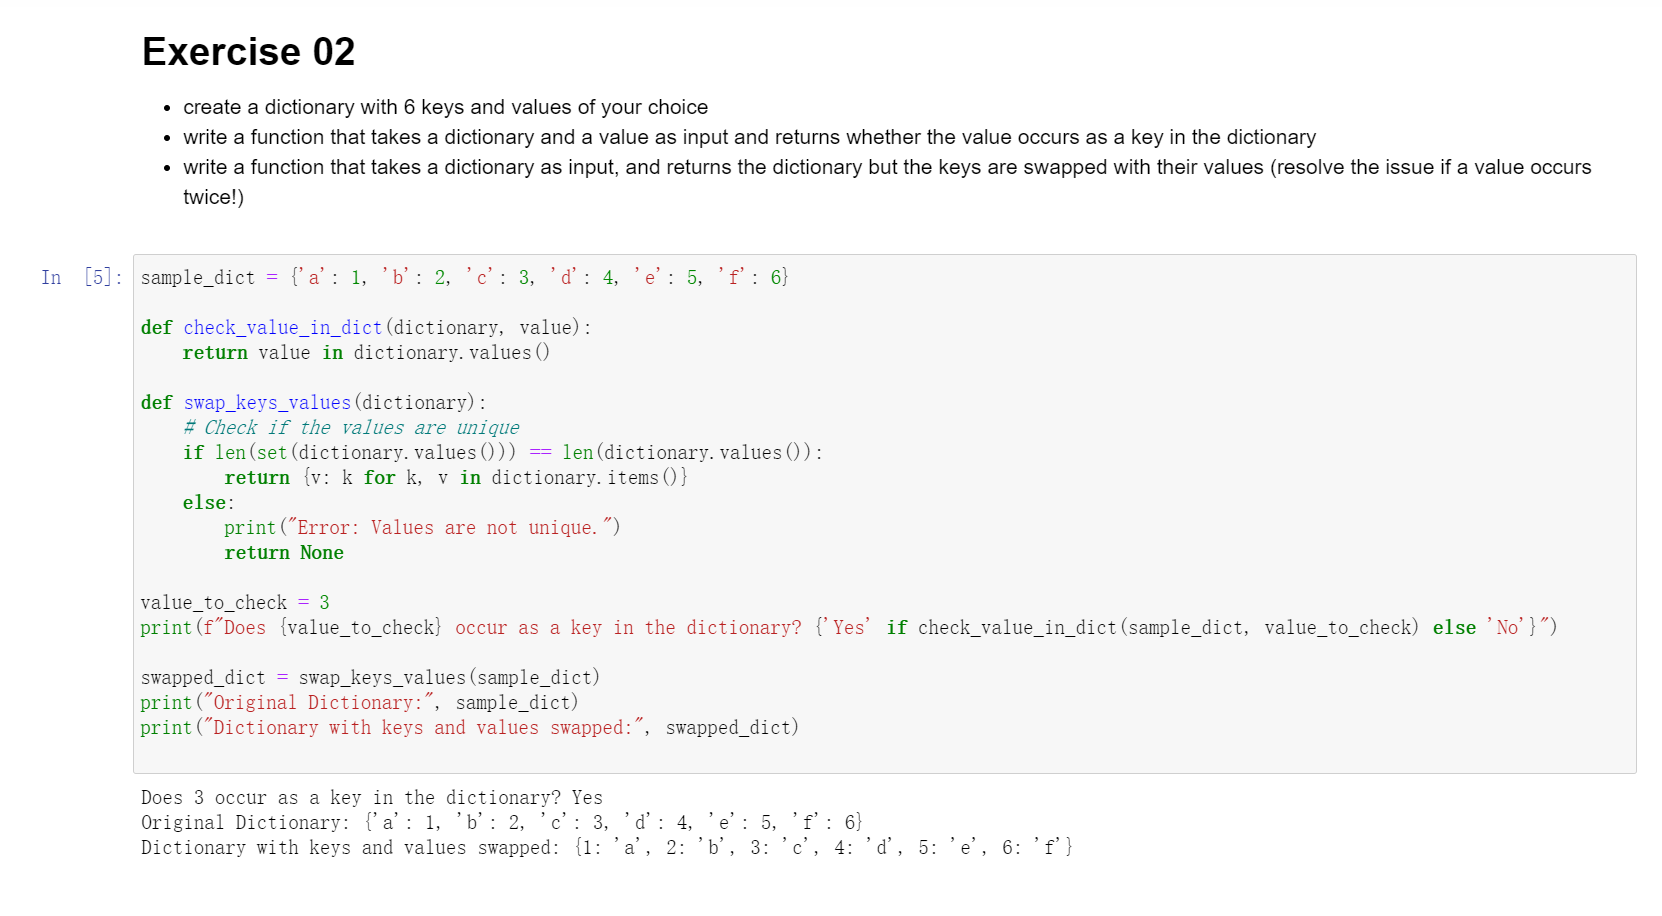 Exercise 02
• create a dictionary with 6 keys and values of your choice
• write a function that takes a dictionary and a value as input and returns whether the value occurs as a key in the dictionary
• write a function that takes a dictionary as input, and returns the dictionary but the keys are swapped with their values (resolve the issue if a value occurs
twice!)
In [5]: sample_dict = {'a': 1, 'b': 2, 'c': 3, 'd': 4, 'e': 5, 'f': 6}
def check_value_in_dict(dictionary, value):
    return value in dictionary.values()
def swap_keys_values(dictionary):
    # Check if the values are unique
    if len(set(dictionary.values())) == len(dictionary.values()):
        return {v: k for k, v in dictionary.items()}
    else:
        print("Error: Values are not unique.")
        return None
value_to_check = 3
print(f"Does {value_to_check} occur as a key in the dictionary? {'Yes' if check_value_in_dict(sample_dict, value_to_check) else 'No'}")
swapped_dict = swap_keys_values(sample_dict)
print("Original Dictionary:", sample_dict)
print("Dictionary with keys and values swapped:", swapped_dict)
Does 3 occur as a key in the dictionary? Yes
Original Dictionary: {'a': 1, 'b': 2, 'c': 3, 'd': 4, 'e': 5, 'f': 6}
Dictionary with keys and values swapped: {1: 'a', 2: 'b', 3: 'c', 4: 'd', 5: 'e', 6: 'f'}